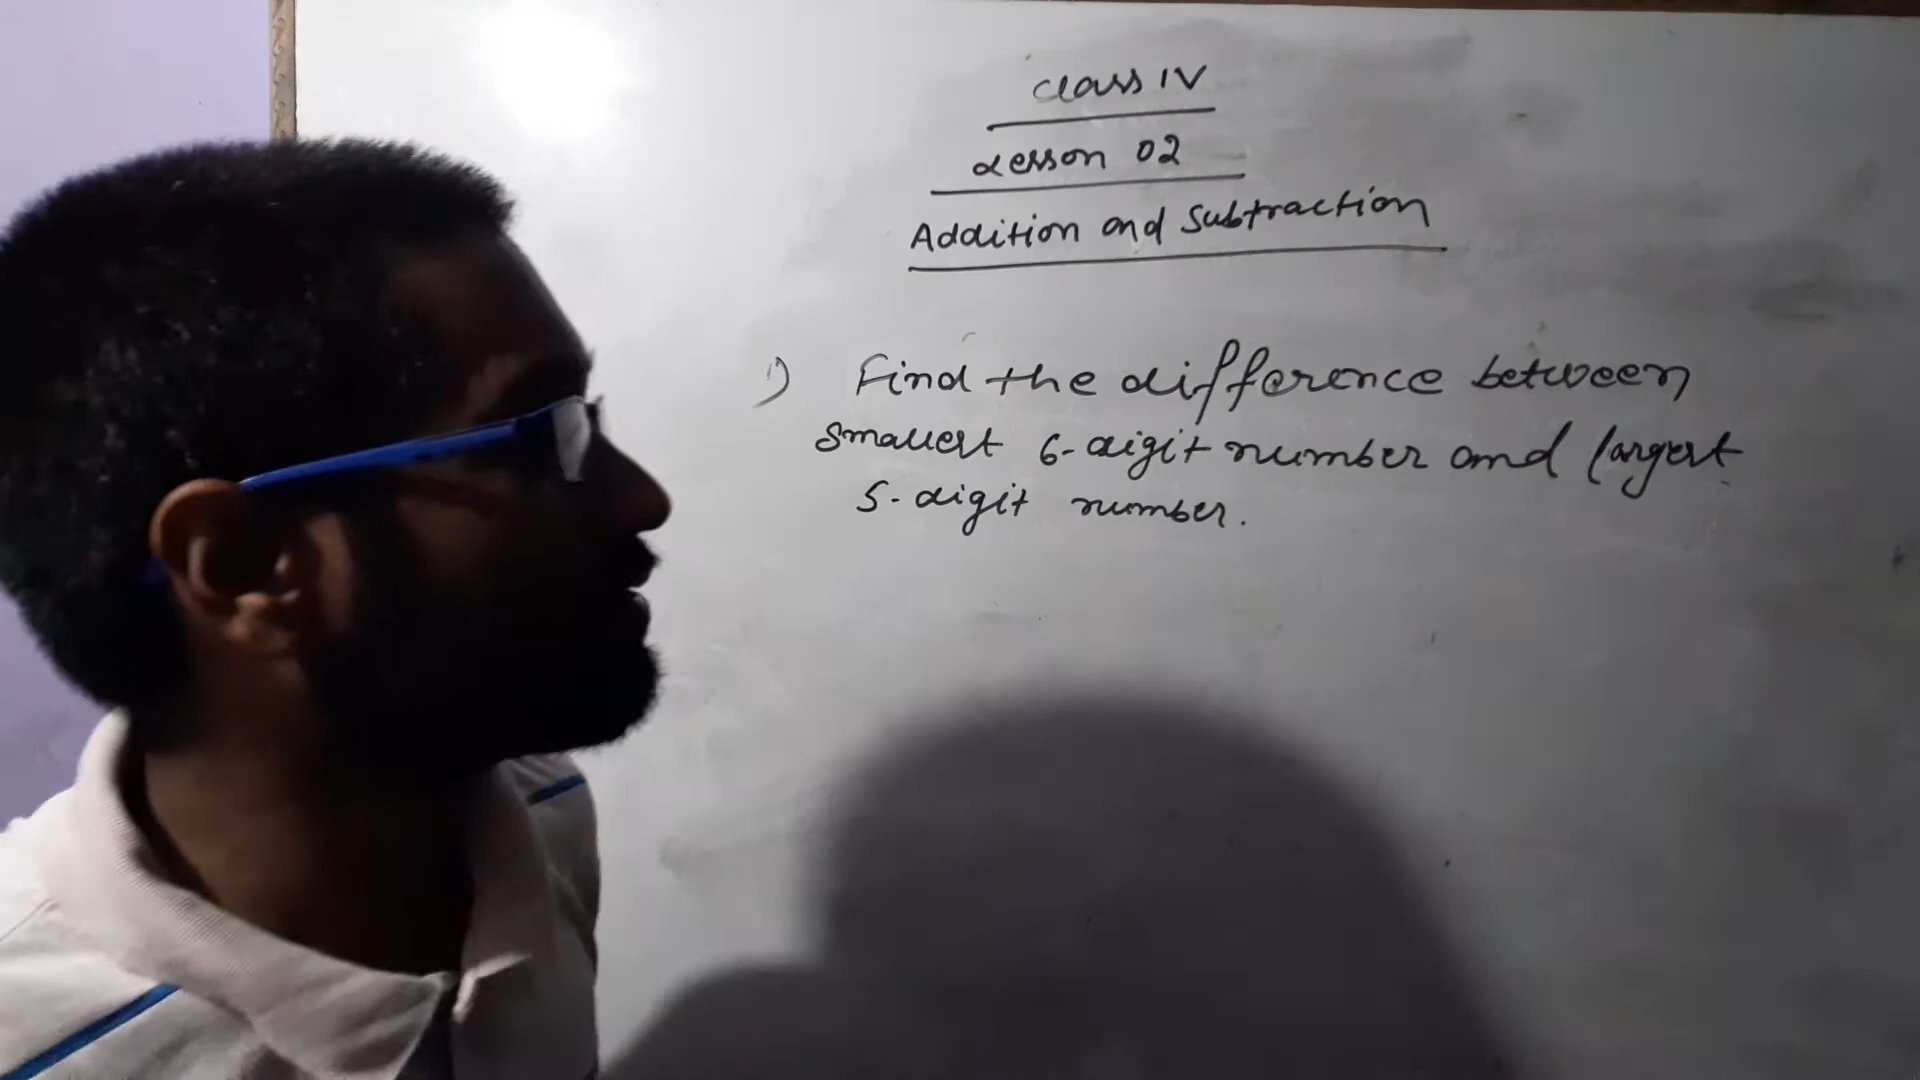 Class IV
Lesson 02
Addition and Subtraction
1) Find the difference between
smallest 6-digit number and largest
5-digit number.